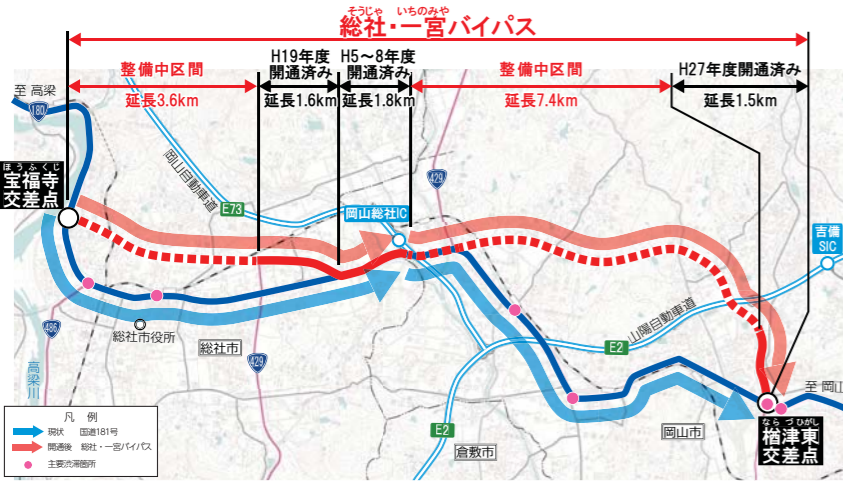 そうじゃ いちのみや
総社・一宮バイパス
整備中区間
延長3.6km
H19年度
開通済み
延長1.6km
H5～8年度
開通済み
延長1.8km
整備中区間
延長7.4km
H27年度開通済み
延長1.5km
至 高梁
180
ほうふくじ
宝福寺
交差点
岡山自動車道
E73
429
岡山総社IC
吉備
SIC
山陽自動車道
E2
486
総社市役所
総社市
429
高梁川
E2
倉敷市
岡山市
至 岡山
ならづひがし
楢津東
交差点
凡 例
現状 国道181号
開通後 総社・一宮バイパス
主要渋滞箇所